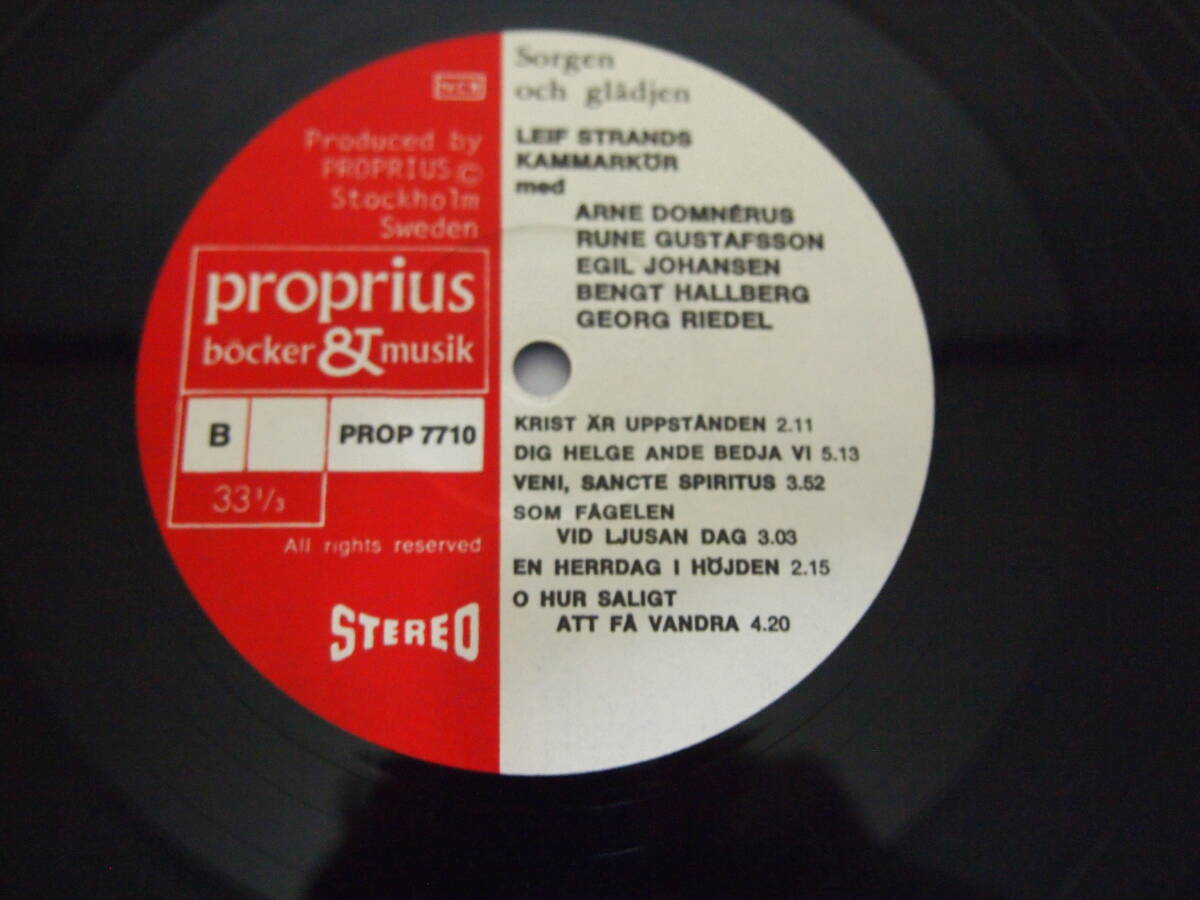 NCB
Produced by
PROPRIUS ©
Stockholm
Sweden
proprius
böcker & musik
B
PROP 7710
33 1/3
All rights reserved
STEREO
Sorgen
och glädjen
LEIF STRANDS
KAMMARKÖR
med
ARNE DOMNÉRUS
RUNE GUSTAFSSON
EGIL JOHANSEN
BENGT HALLBERG
GEORG RIEDEL
KRIST ÄR UPPSTÅNDEN 2.11
DIG HELGE ANDE BEDJA VI 5.13
VENI, SANCTE SPIRITUS 3.52
SOM FÅGELEN
VID LJUSAN DAG 3.03
EN HERRDAG I HÖJDEN 2.15
O HUR SALIGT
ATT FÅ VANDRA 4.20